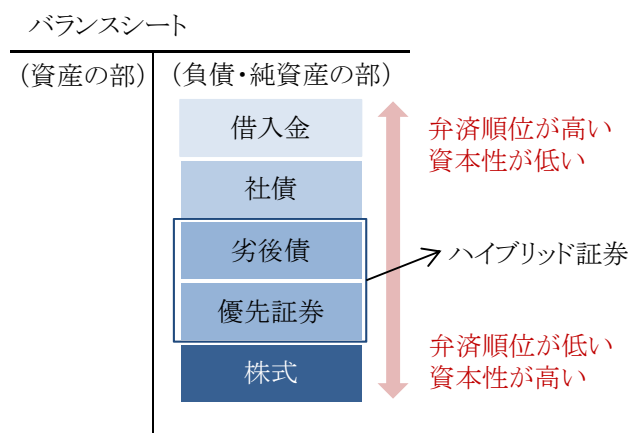 バランスシート
（資産の部）
（負債・純資産の部）
借入金
弁済順位が高い
資本性が低い
社債
劣後債
ハイブリッド証券
優先証券
弁済順位が低い
資本性が高い
株式